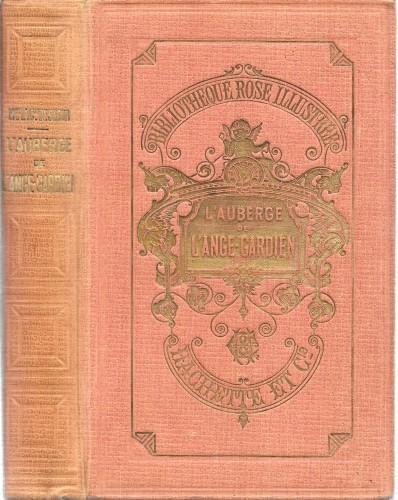 L'AUBERGE
DE
L'ANGE-GARDIEN
BIBLIOTHÈQUE ROSE ILLUSTRÉE
L'AUBERGE
DE
L'ANGE-GARDIEN
HACHETTE ET Cie